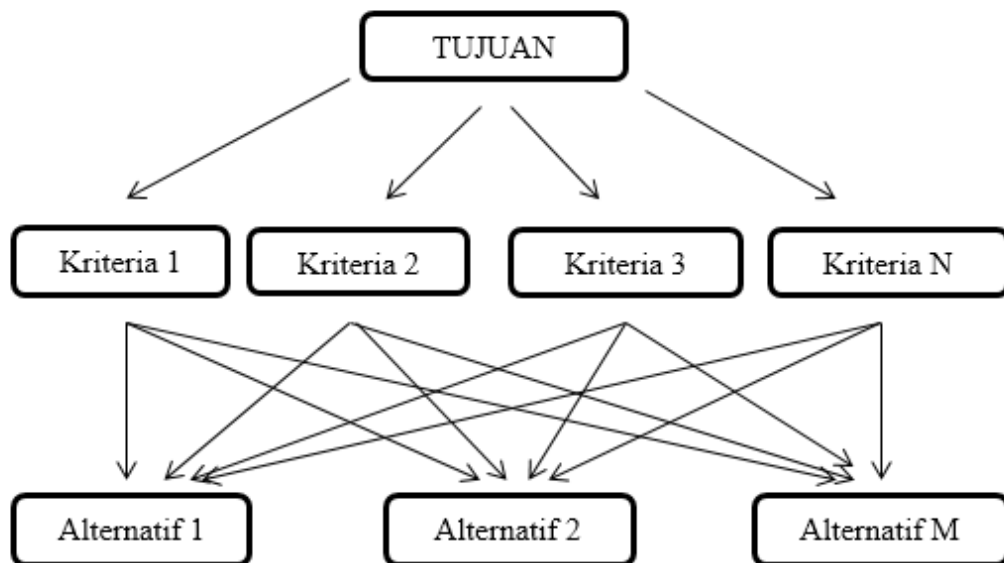 TUJUAN
Kriteria 1
Kriteria 2
Kriteria 3
Kriteria N
Alternatif 1
Alternatif 2
Alternatif M